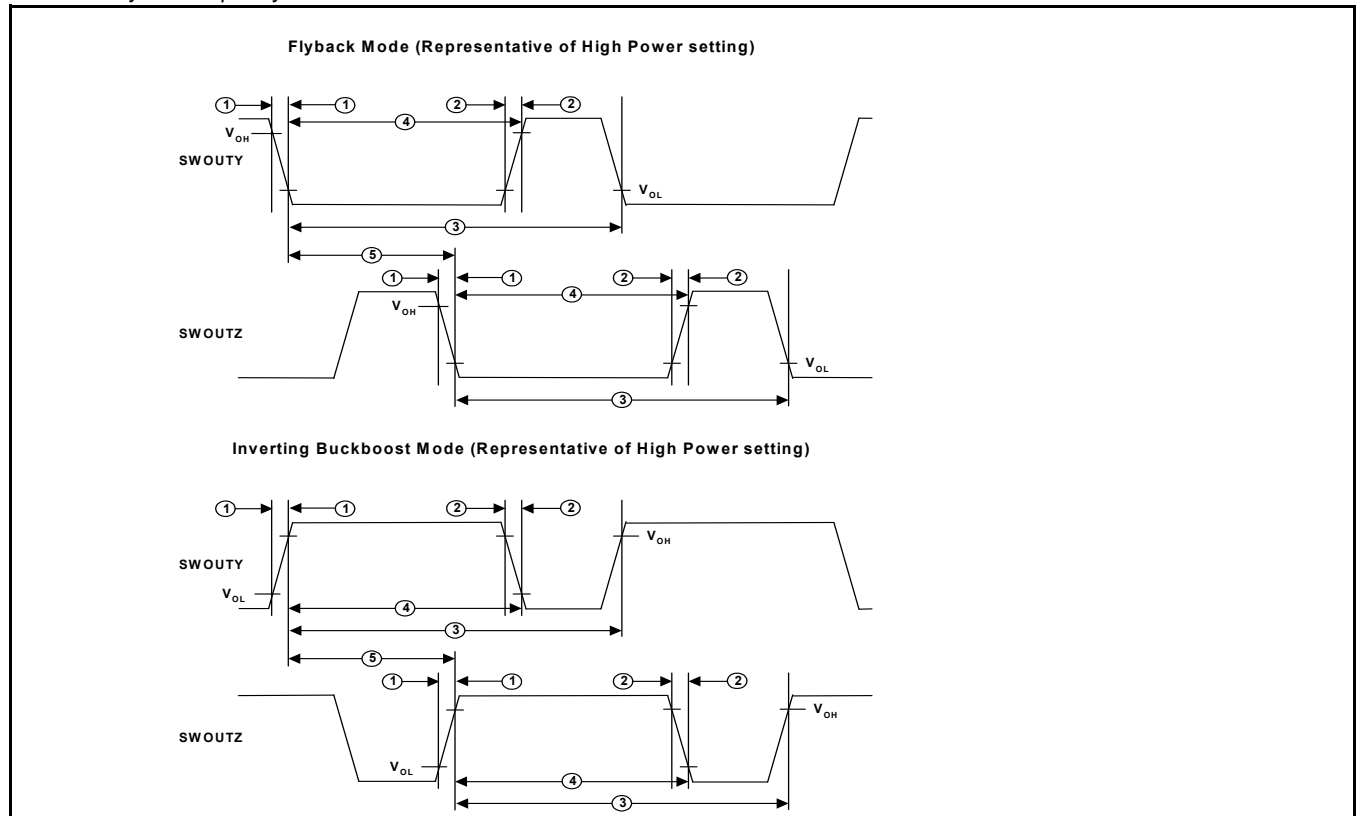 Flyback Mode (Representative of High Power setting)
1 1 2 2
4
VOH
SWOUTY
VOL
3
5
1 1 2 2
4
VOH
SWOUTZ
VOL
3
Inverting Buckboost Mode (Representative of High Power setting)
1 1 2 2
VOH
SWOUTY
VOL
4
3
5
1 1 2 2
VOH
SWOUTZ
VOL
4
3